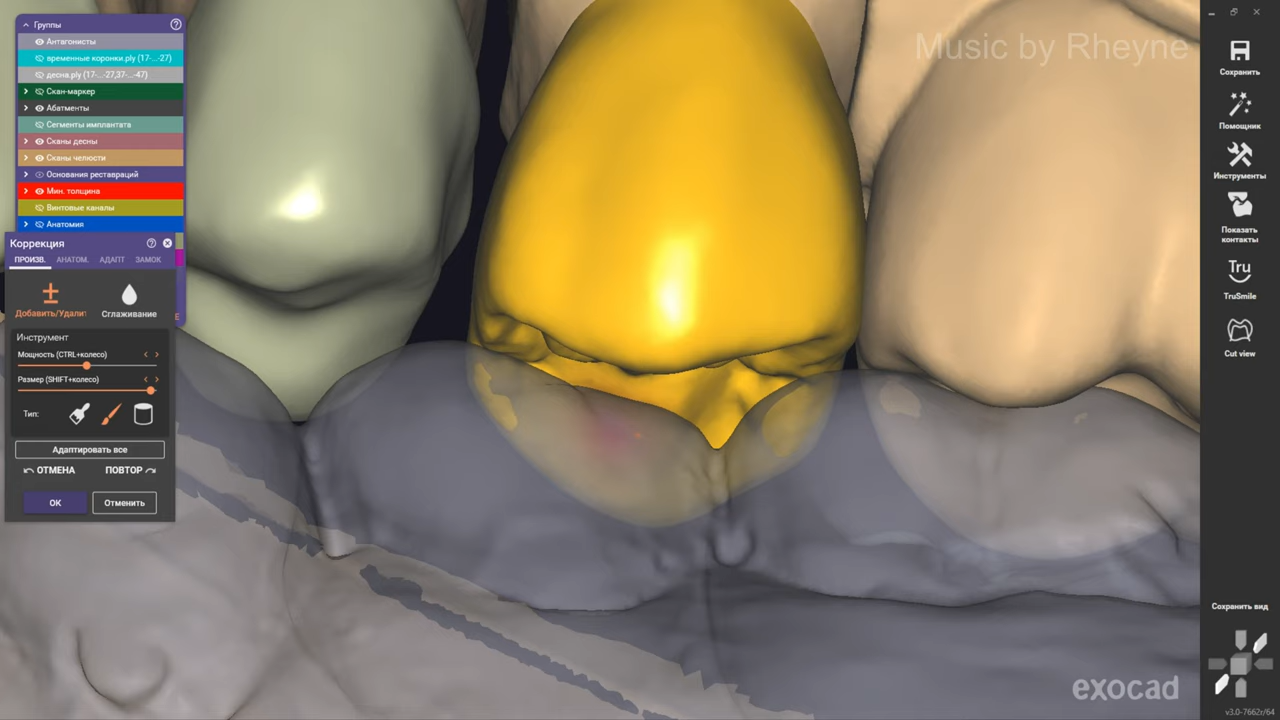 Группы
Антагонисты
временные коронки.ply (17-...-27)
десна.ply (17-...-27,37-...-47)
Скан-маркер
Абатменты
Сегменты имплантата
Сканы десны
Сканы челюсти
Основания реставраций
Мин. толщина
Винтовые каналы
Анатомия
Коррекция
ПРОИЗВ. АНАТОМ. АДАПТ ЗАМОК
Добавить/Удалит Сглаживание
Инструмент
Мощность (CTRL+колесо)
Размер (SHIFT+колесо)
Тип:
Адаптировать все
ОТМЕНА ПОВТОР
OK Отменить
Music by Rheyne
Сохранить
Помощник
Инструменты
Показать
контакты
Tru
TruSmile
Cut view
Сохранить вид
exocad
v3.0-7662r/64